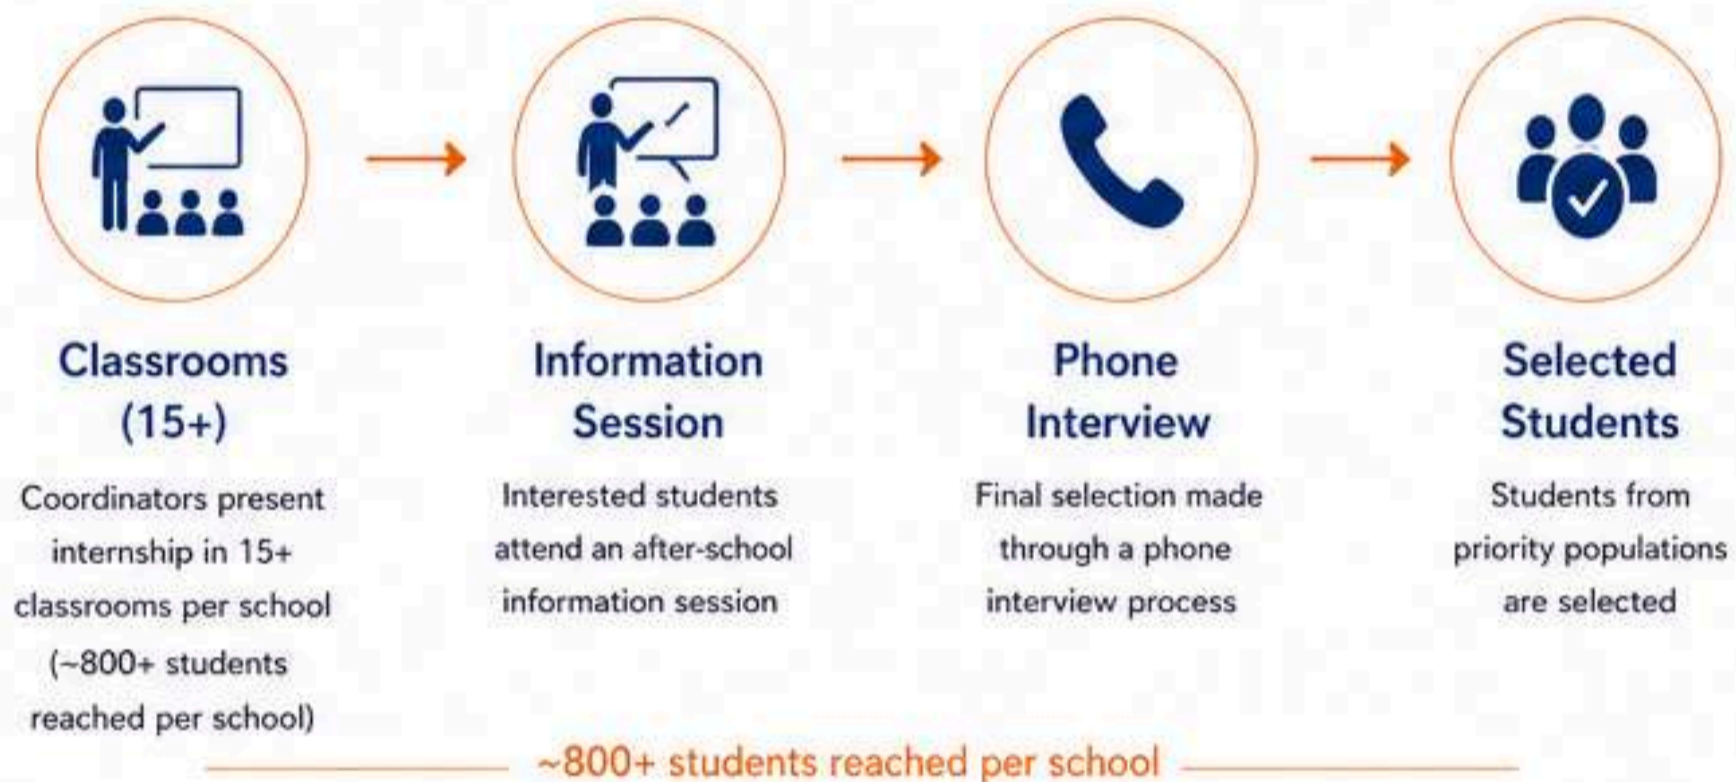 Classrooms
(15+)
Coordinators present
internship in 15+
classrooms per school
(~800+ students
reached per school)
Information
Session
Interested students
attend an after-school
information session
Phone
Interview
Final selection made
through a phone
interview process
Selected
Students
Students from
priority populations
are selected
~800+ students reached per school